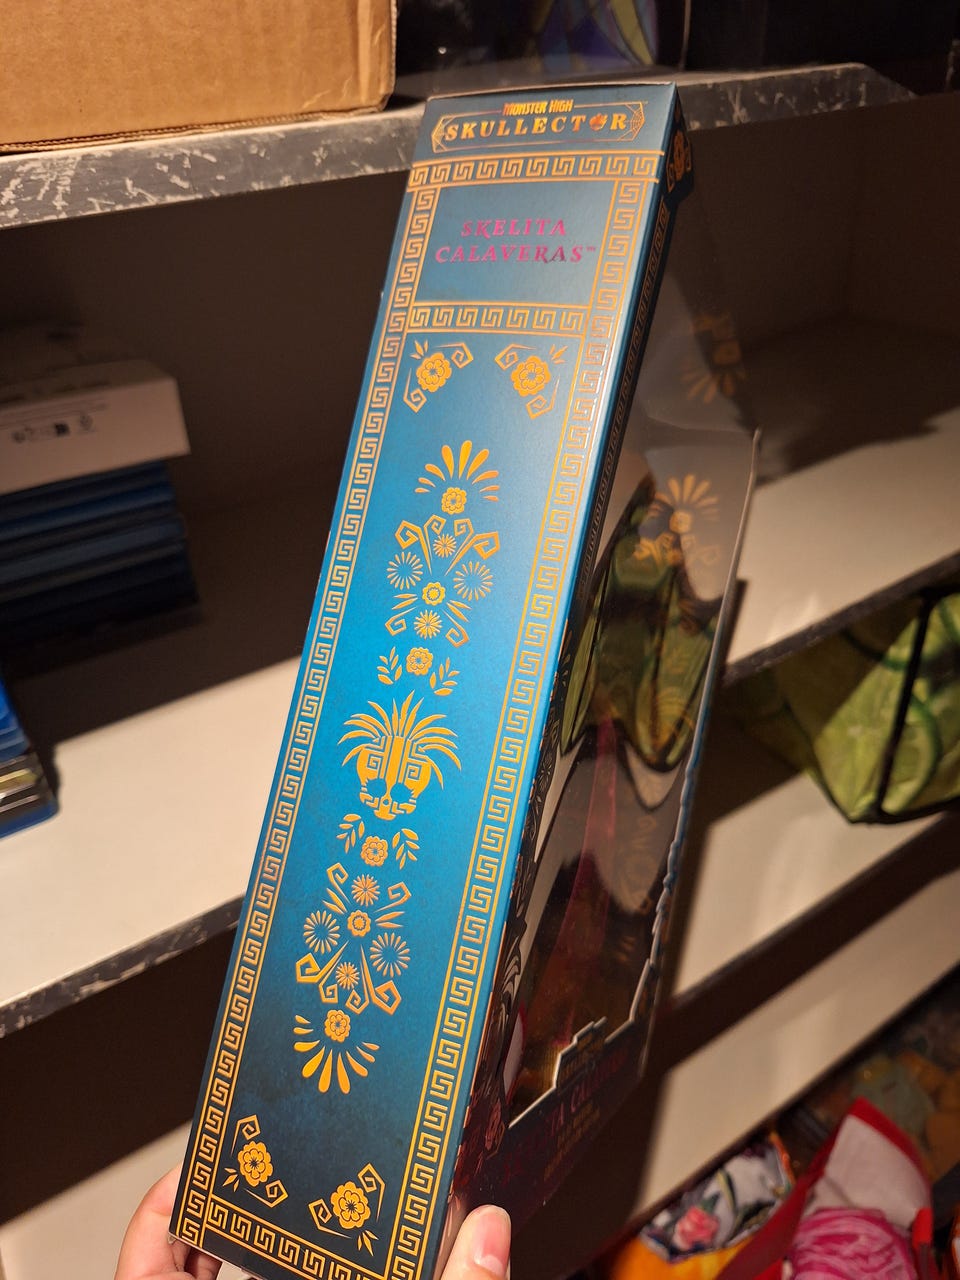 MONSTER HIGH
SKULLECTOR
SKELITA
CALAVERAS™